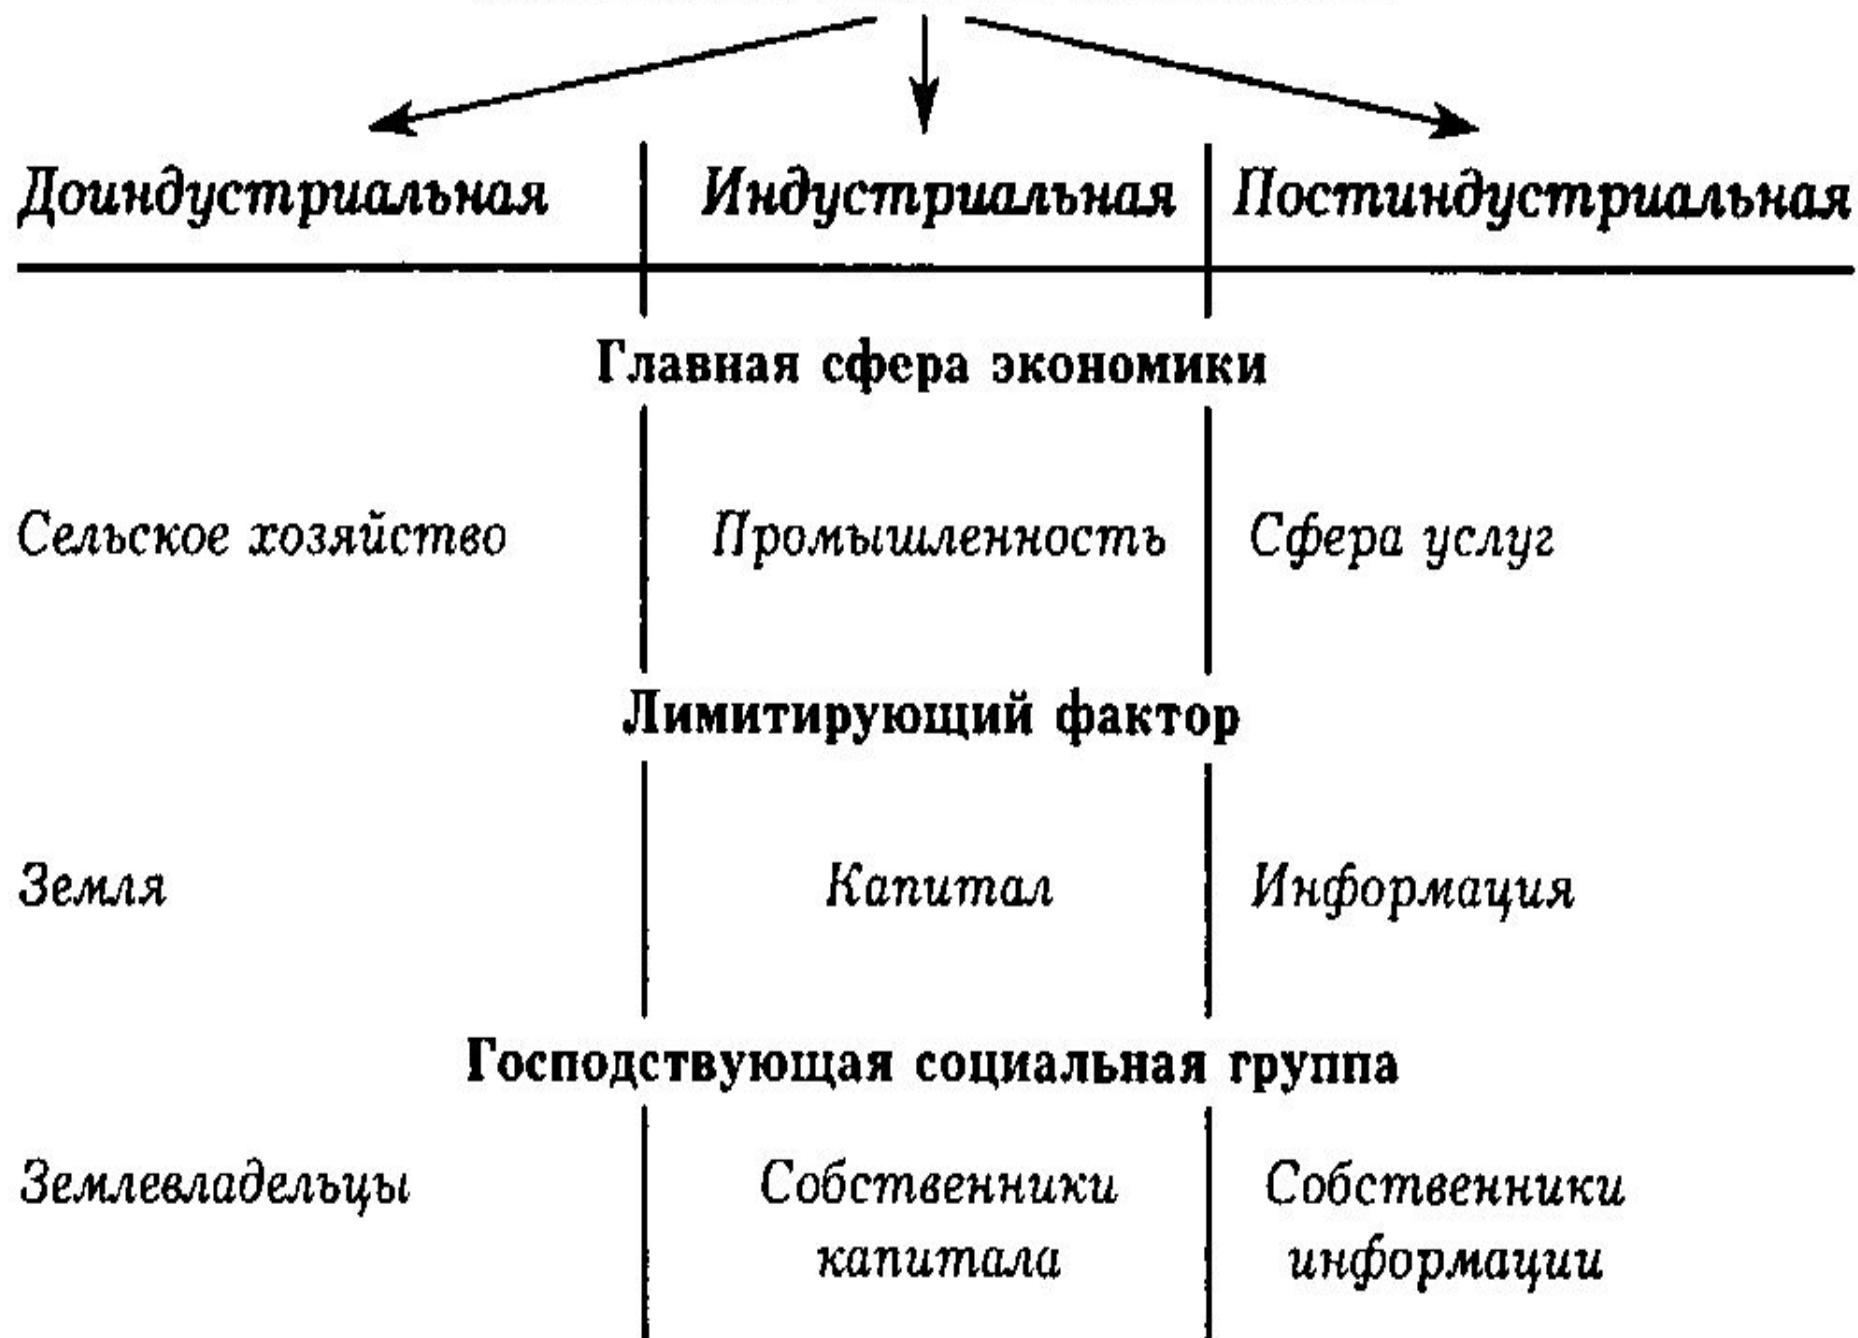 Доиндустриальная Индустриальная Постиндустриальная
Главная сфера экономики
Сельское хозяйство Промышленность Сфера услуг
Лимитирующий фактор
Земля Капитал Информация
Господствующая социальная группа
Землевладельцы Собственники Собственники
капитала информации